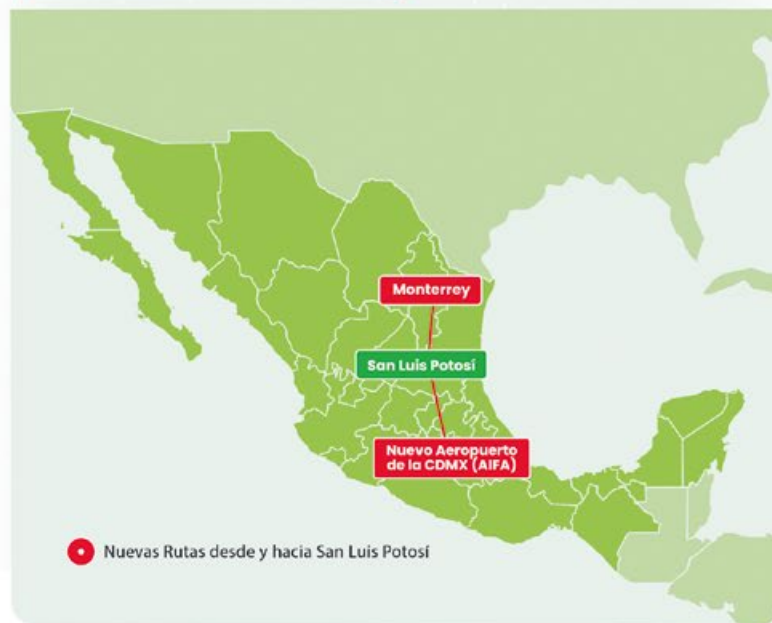 Monterrey
San Luis Potosí
Nuevo Aeropuerto
de la CDMX (AIFA)
Nuevas Rutas desde y hacia San Luis Potosí